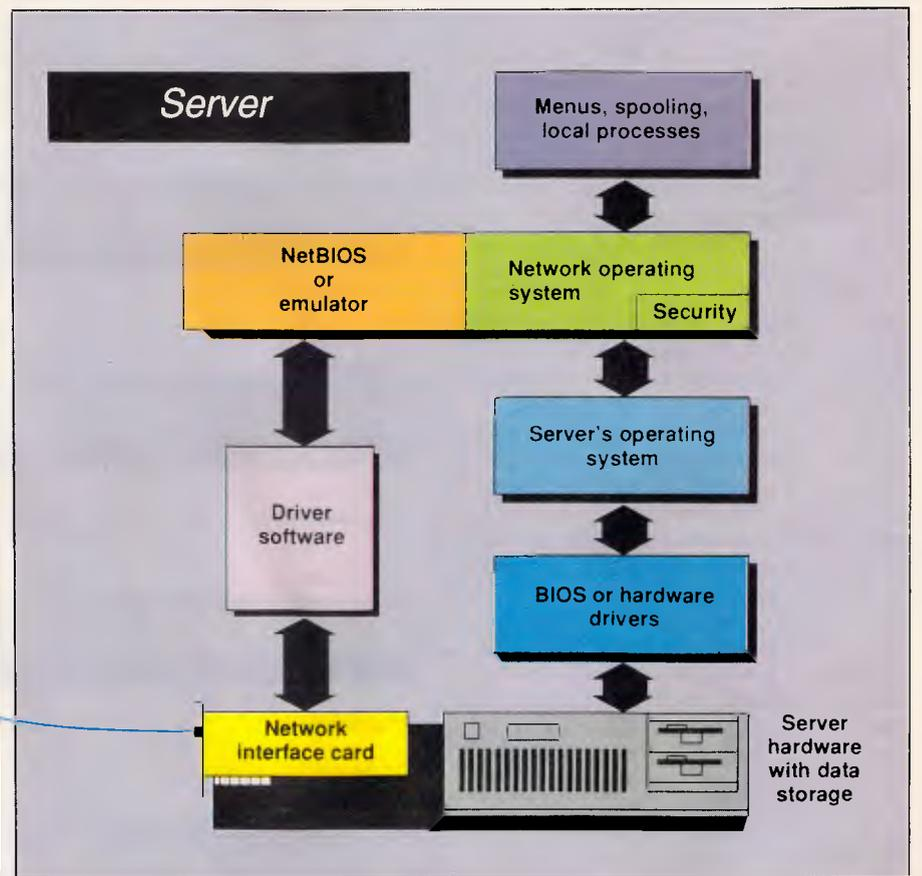 Server
Menus, spooling,
local processes
NetBIOS
or
emulator
Network operating
system
Security
Server's operating
system
Driver
software
BIOS or hardware
drivers
Network
interface card
Server
hardware
with data
storage